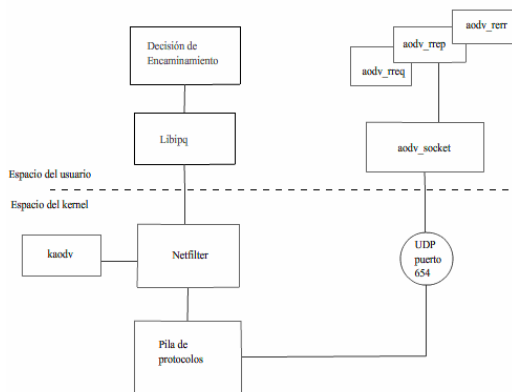 Decisión de
Encaminamiento
aodv_rerr
aodv_rrep
aodv_rreq
Libipq
aodv_socket
Espacio del usuario
Espacio del kernel
kaodv
Netfilter
UDP
puerto
654
Pila de
protocolos